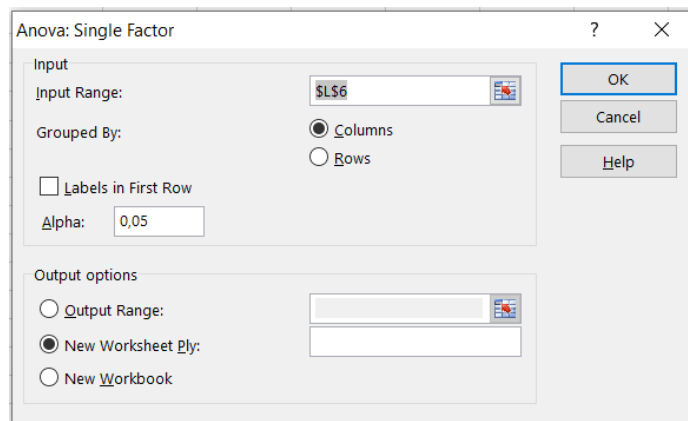 Anova: Single Factor
? ×
Input
Input Range: $L$6
Grouped By: Columns
Rows
Labels in First Row
Alpha: 0,05
OK
Cancel
Help
Output options
Output Range:
New Worksheet Ply:
New Workbook